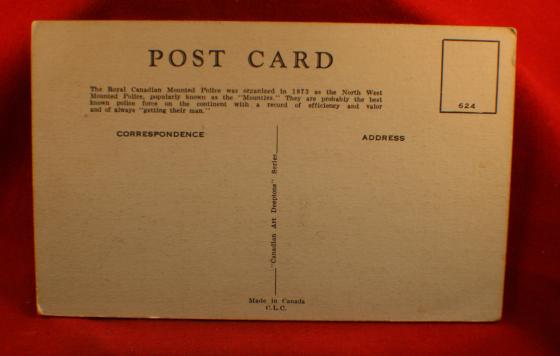 POST CARD
The Royal Canadian Mounted Police was organized in 1873 as the North West
Mounted Police, popularly known as the "Mounties." They are probably the best
known police force on the continent with a record of efficiency and valor
and of always "getting their man."
624
CORRESPONDENCE
ADDRESS
"Canadian Art Deeptone" Series
Made in Canada
C.L.C.